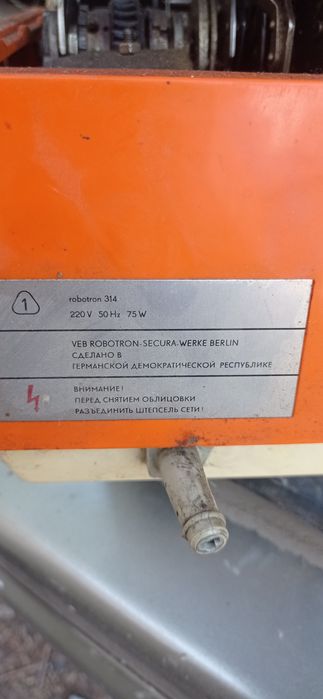 1
robotron 314
220 V 50 Hz 75 W
VEB ROBOTRON-SECURA-WERKE BERLIN
СДЕЛАНО В
ГЕРМАНСКОЙ ДЕМОКРАТИЧЕСКОЙ РЕСПУБЛИКЕ
ВНИМАНИЕ!
ПЕРЕД СНЯТИЕМ ОБЛИЦОВКИ
РАЗЪЕДИНИТЬ ШТЕПСЕЛЬ СЕТИ!